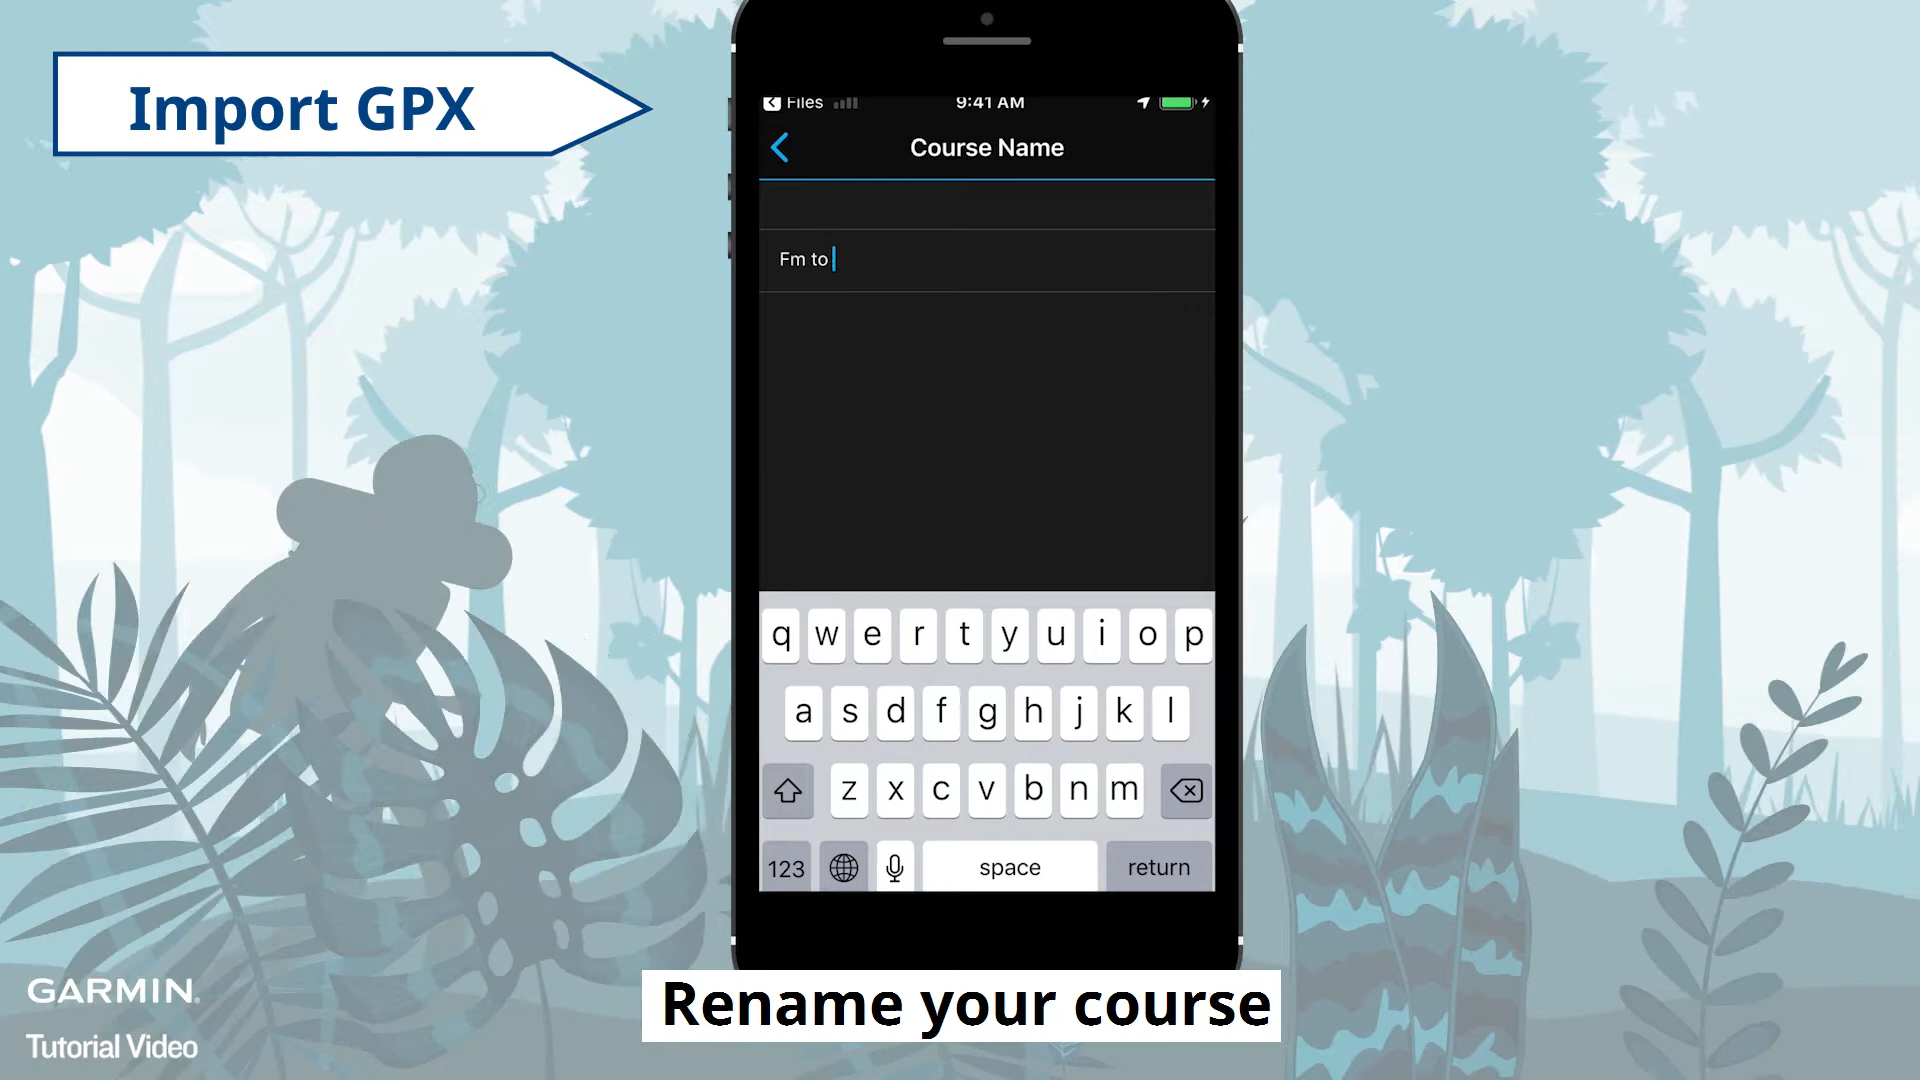 Import GPX
Files
9:41 AM
Course Name
Fm to
q w e r t y u i o p
a s d f g h j k l
z x c v b n m
123
space
return
Rename your course
GARMIN
Tutorial Video